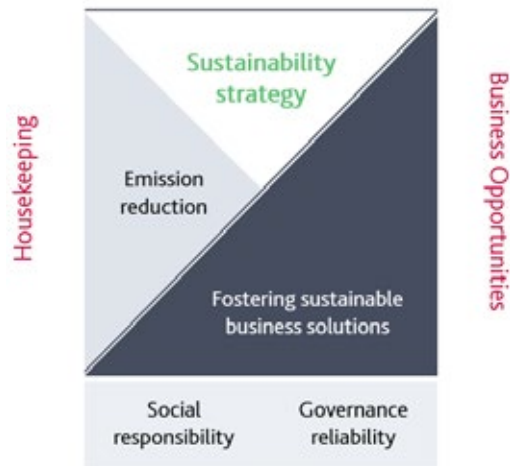 Sustainability
strategy
Housekeeping
Emission
reduction
Business Opportunities
Fostering sustainable
business solutions
Social
responsibility
Governance
reliability